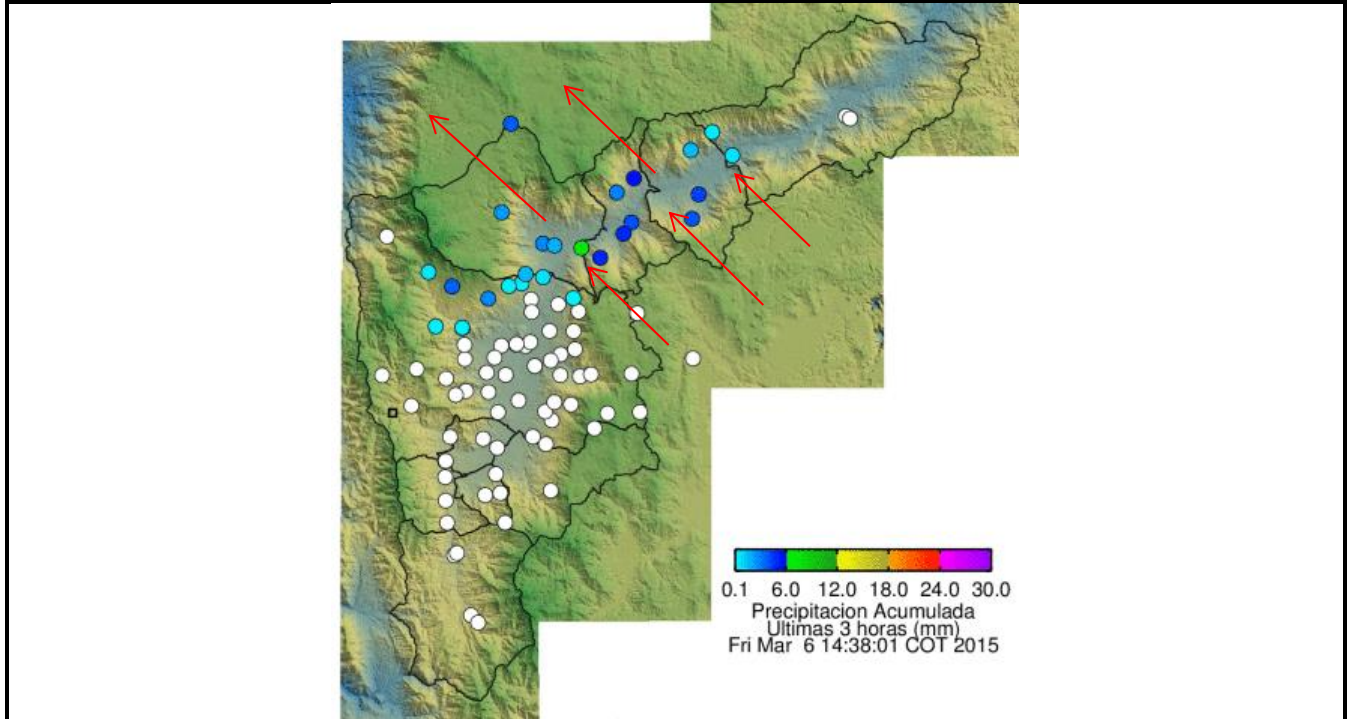 0.1 6.0 12.0 18.0 24.0 30.0
Precipitacion Acumulada
Ultimas 3 horas (mm)
Fri Mar 6 14:38:01 COT 2015